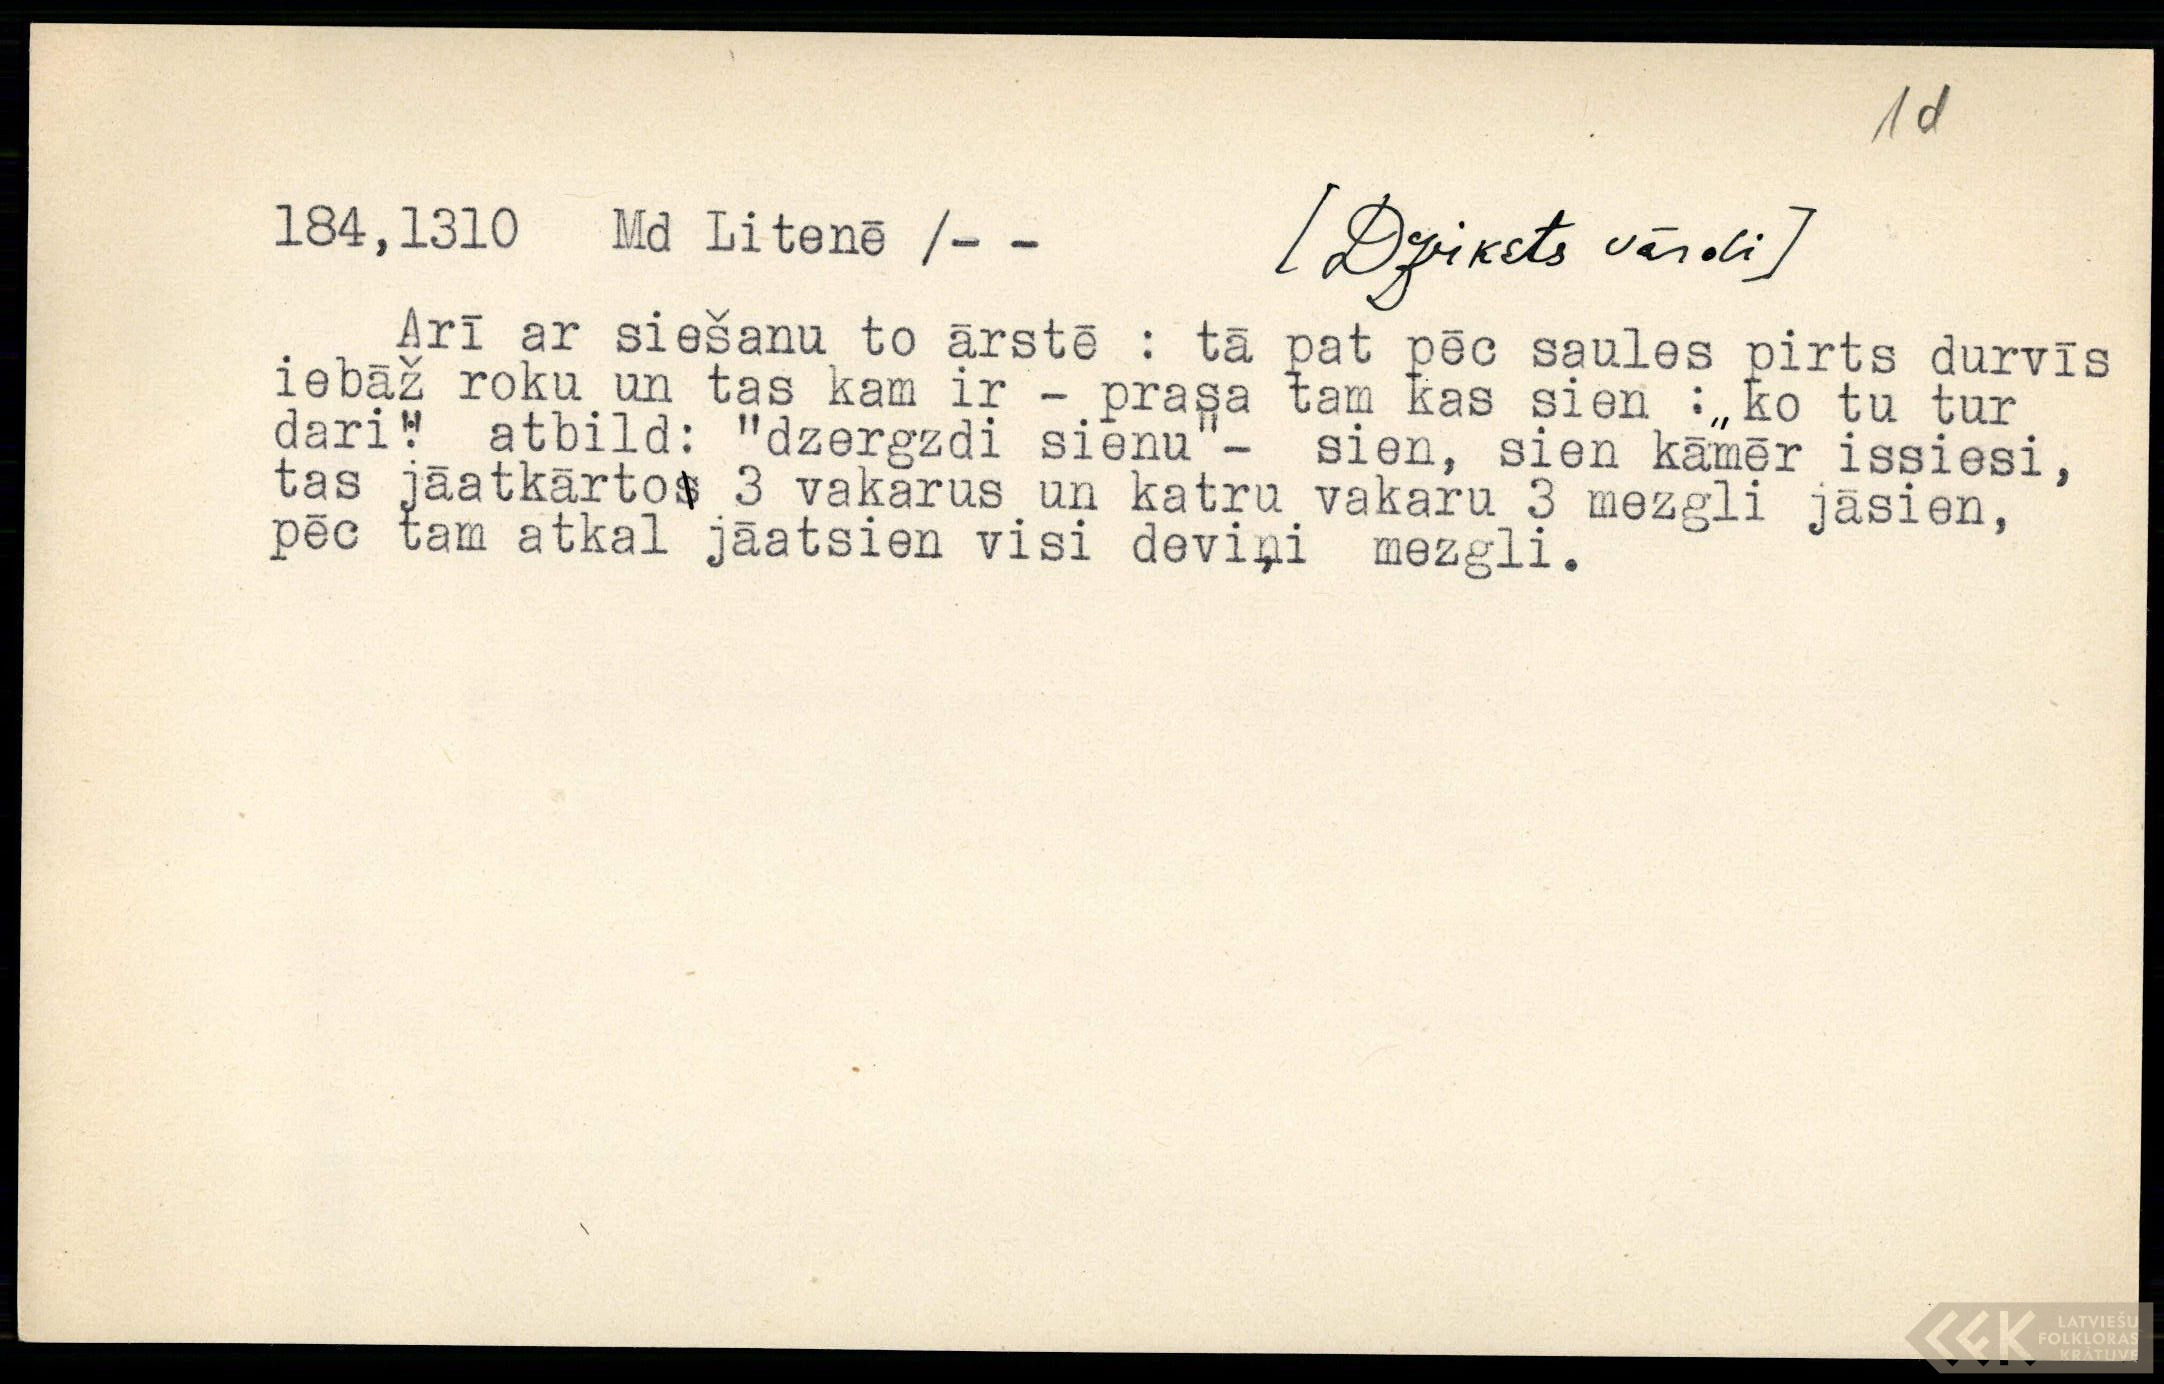 1d
184,1310 Md Litenē /- - [Dziksts vārdi]
Arī ar siešanu to ārstē : tā pat pēc saules pirts durvīs
iebāž roku un tas kam ir - prasa tam kas sien : „ko tu tur
dari?" atbild: "dzergzdi sienu"- sien, sien kāmēr issiesi,
tas jāatkārto 3 vakarus un katru vakaru 3 mezgli jāsien,
pēc tam atkal jāatsien visi deviņi mezgli.
LATVIEŠU
FOLKLORAS
KRĀTUVE